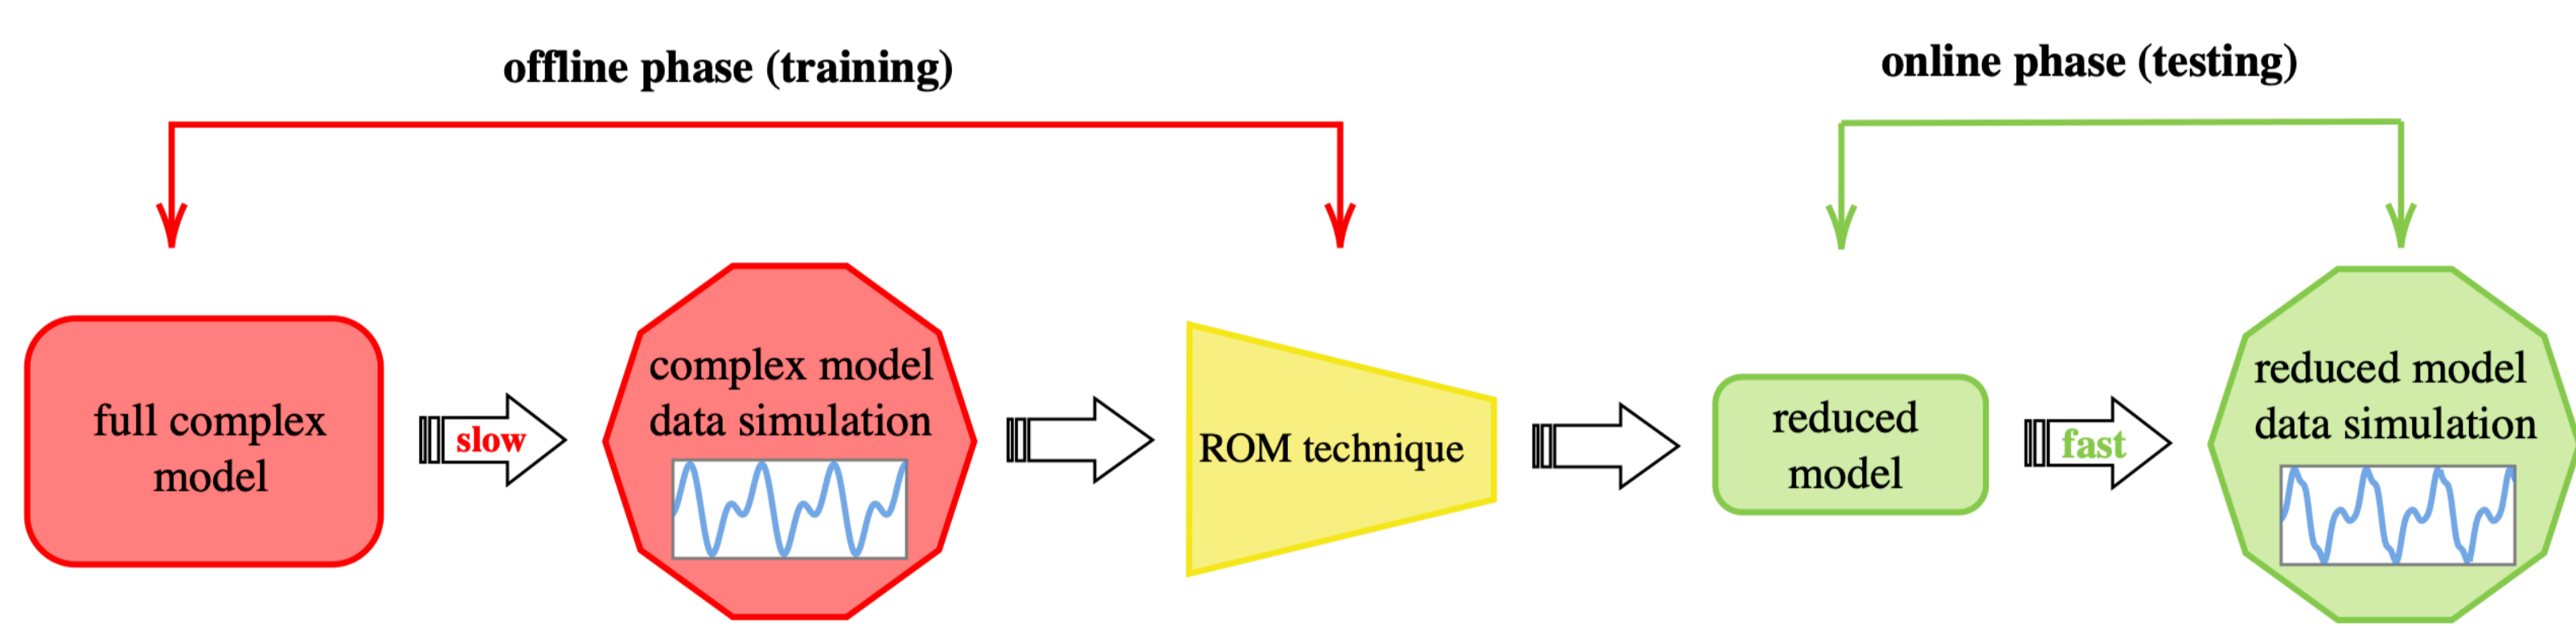 offline phase (training)
online phase (testing)
full complex
model
slow
complex model
data simulation
ROM technique
reduced
model
fast
reduced model
data simulation